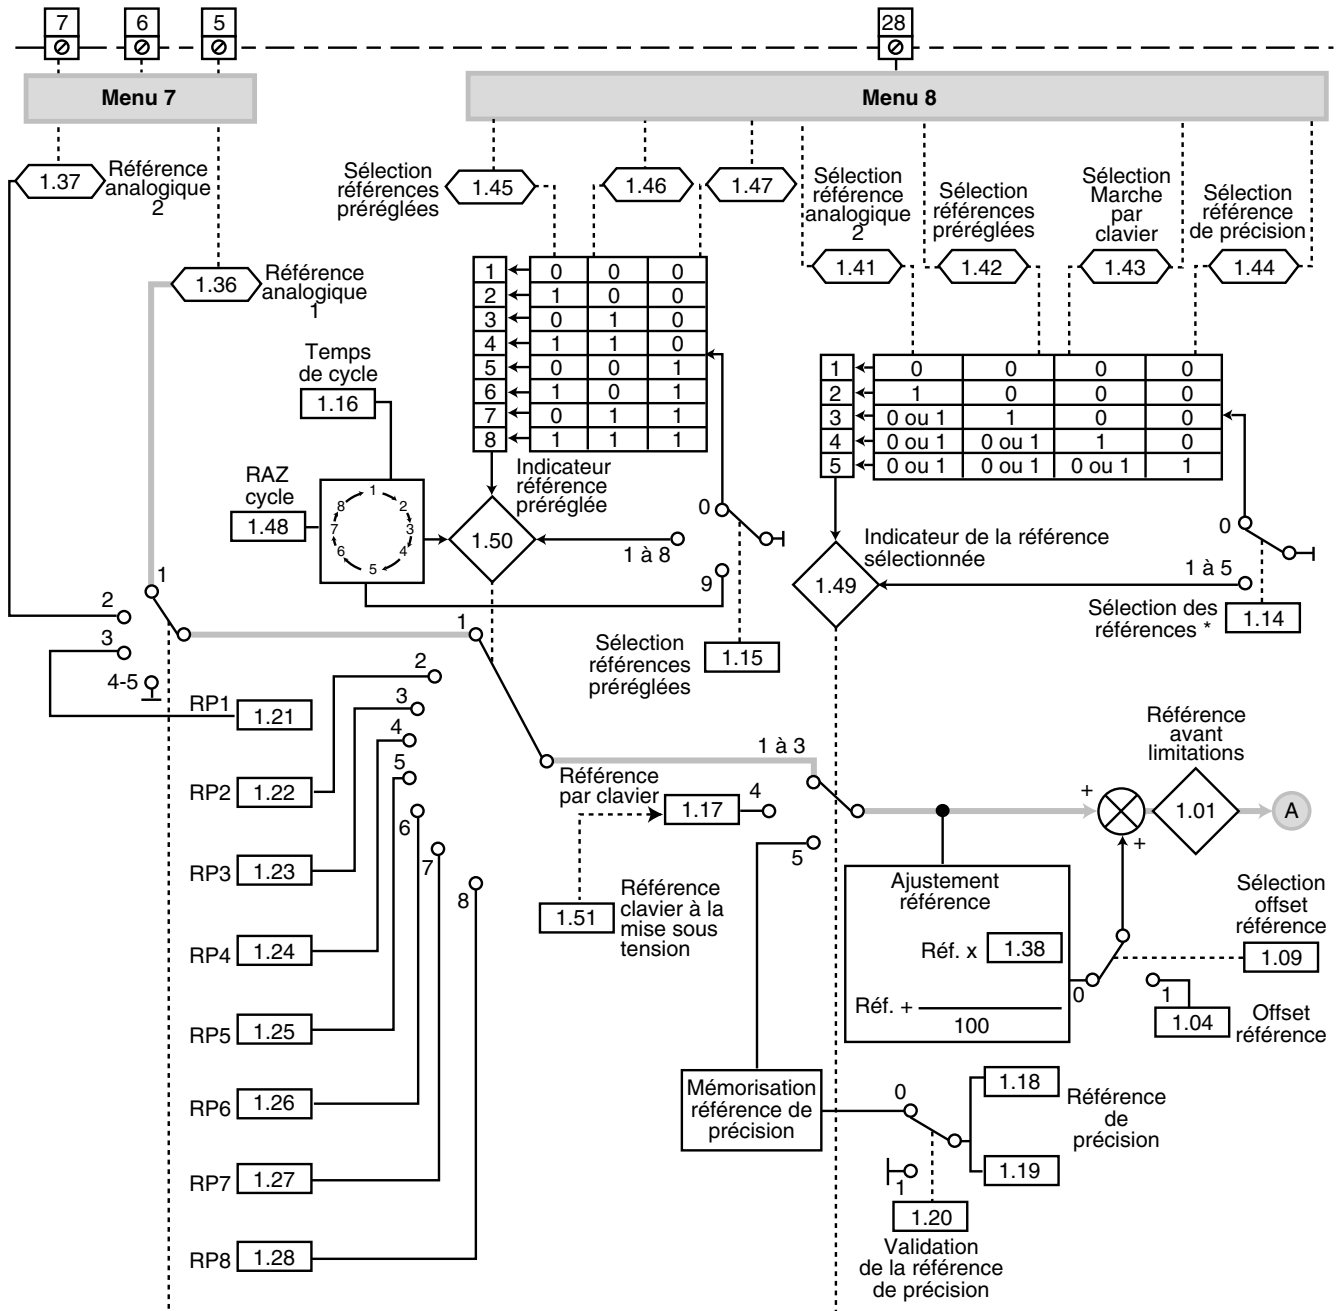 7 6 5 28
Menu 7
Menu 8
1.37
Référence
analogique
2
1.36
Référence
analogique
1
Sélection
références
préréglées
1.45
1.46
1.47
Sélection
référence
analogique
2
1.41
Sélection
références
préréglées
1.42
Sélection
Marche
par
clavier
1.43
Sélection
référence
de précision
1.44
1 0 0 0
2 1 0 0
3 0 1 0
4 1 1 0
5 0 0 1
6 1 0 1
7 0 1 1
8 1 1 1
1 0 0 0 0
2 1 0 0 0
3 0 ou 1 1 0 0
4 0 ou 1 0 ou 1 1 0
5 0 ou 1 0 ou 1 0 ou 1 1
Temps
de cycle
1.16
RAZ
cycle
1.48
1
2
3
4
5
6
7
8
Indicateur
référence
préréglée
1.50
0
1 à 8
9
Sélection
références
préréglées
1.15
Indicateur de la référence
sélectionnée
1.49
0
1 à 5
Sélection des
références *
1.14
1
2
3
4-5
1
2
3
4
5
6
7
8
RP1 1.21
RP2 1.22
RP3 1.23
RP4 1.24
RP5 1.25
RP6 1.26
RP7 1.27
RP8 1.28
1 à 3
Référence
par clavier
1.17
4
5
1.51
Référence
clavier à la
mise sous
tension
Référence
avant
limitations
+
+
1.01
A
Ajustement
référence
Réf. x 1.38
Réf. +
100
0
1
Sélection
offset
référence
1.09
1.04
Offset
référence
Mémorisation
référence de
précision
0
1
1.18
1.19
Référence
de
précision
1.20
Validation
de la référence
de précision